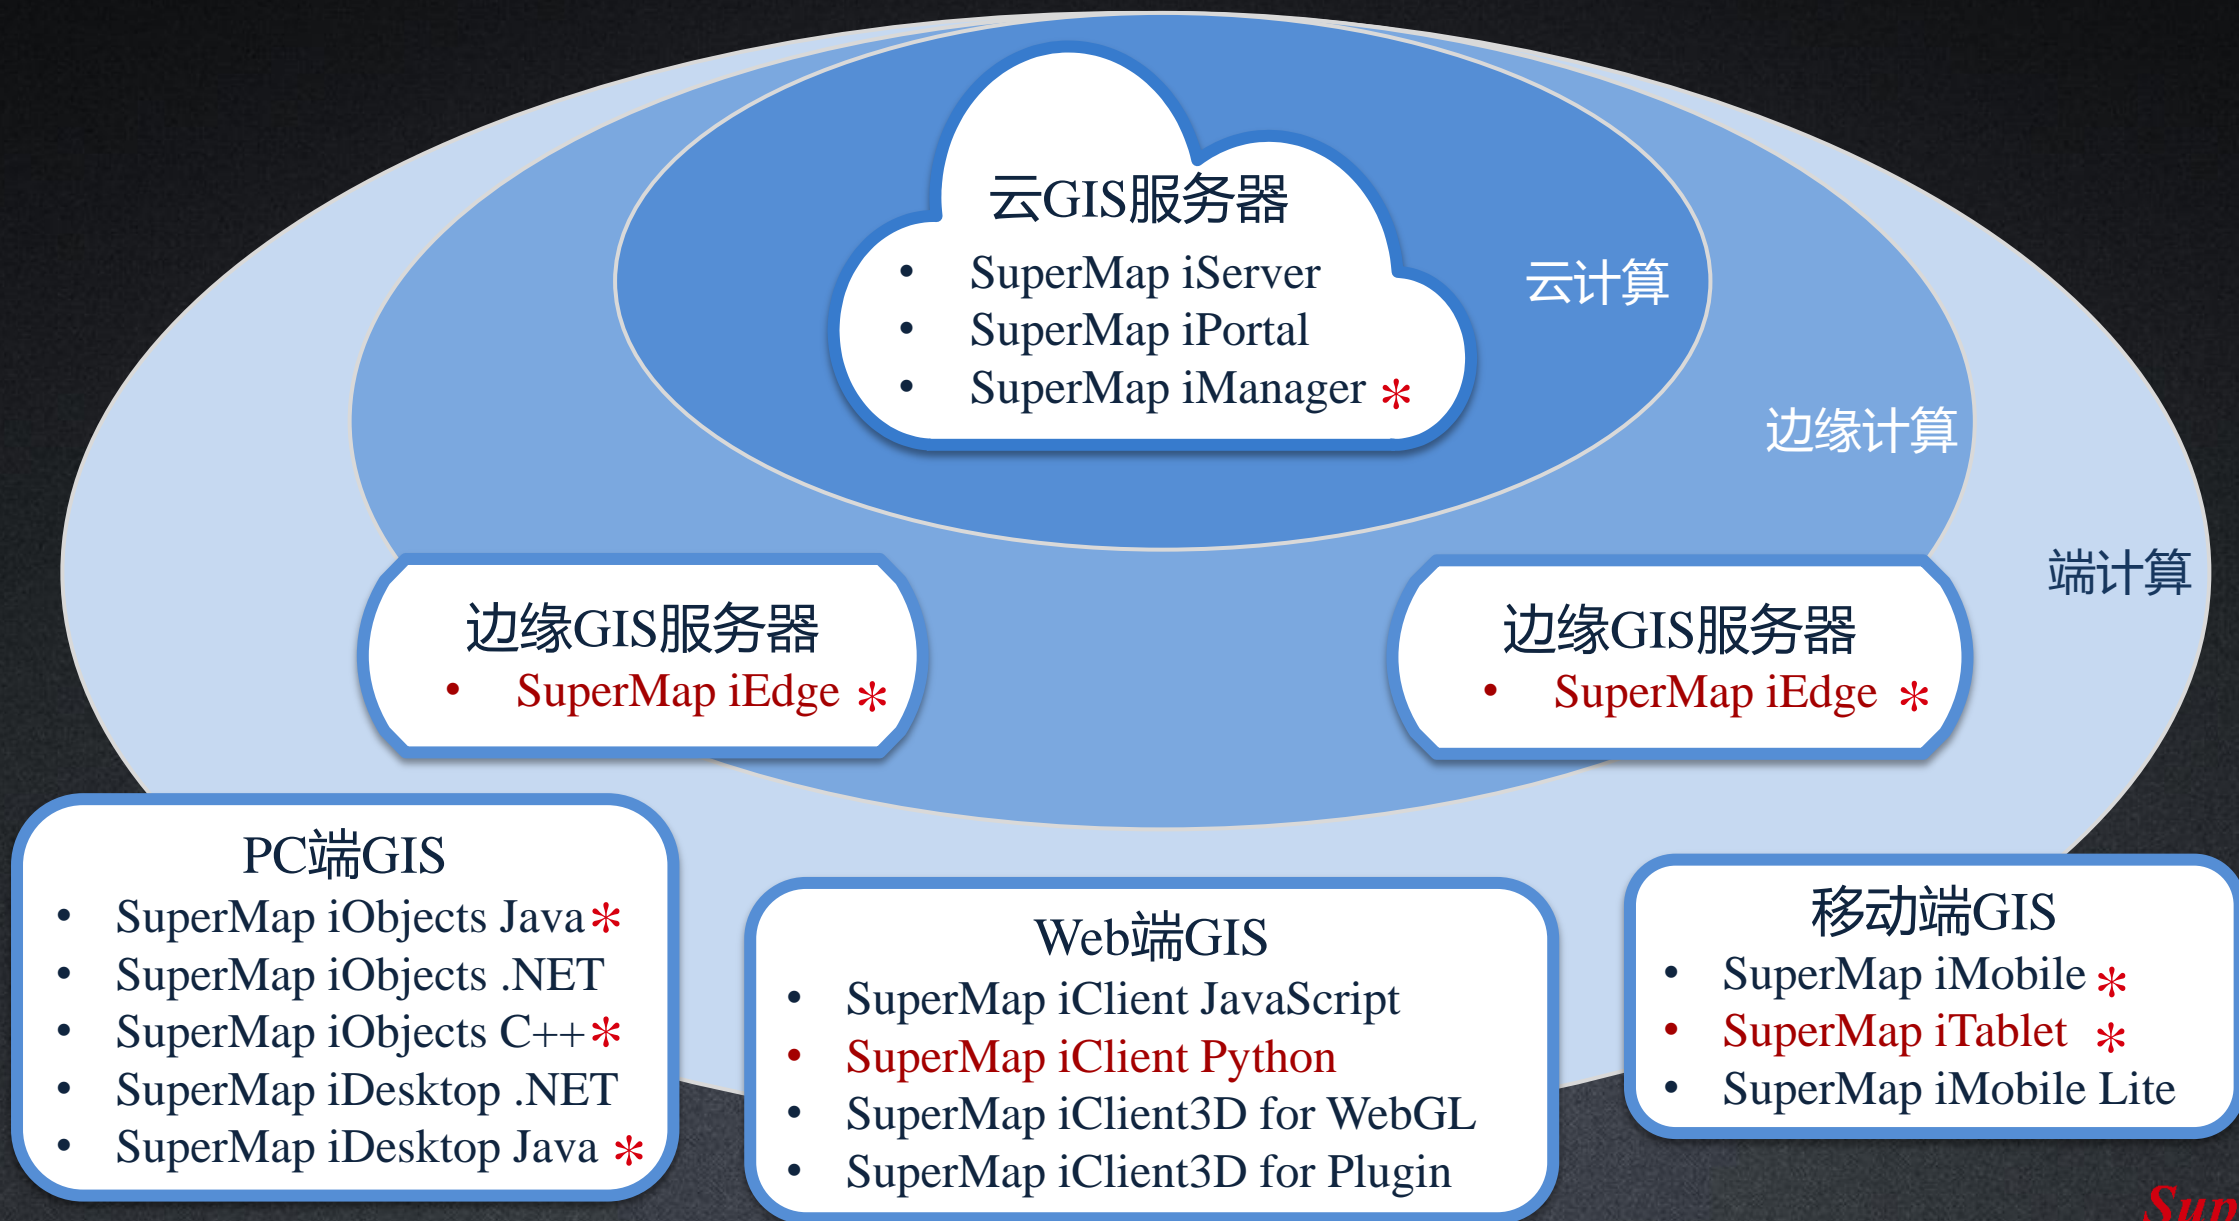 云GIS服务器
• SuperMap iServer
• SuperMap iPortal
• SuperMap iManager *
云计算
边缘计算
端计算
边缘GIS服务器
• SuperMap iEdge *
边缘GIS服务器
• SuperMap iEdge *
PC端GIS
• SuperMap iObjects Java *
• SuperMap iObjects .NET
• SuperMap iObjects C++ *
• SuperMap iDesktop .NET
• SuperMap iDesktop Java *
Web端GIS
• SuperMap iClient JavaScript
• SuperMap iClient Python
• SuperMap iClient3D for WebGL
• SuperMap iClient3D for Plugin
移动端GIS
• SuperMap iMobile *
• SuperMap iTablet *
• SuperMap iMobile Lite